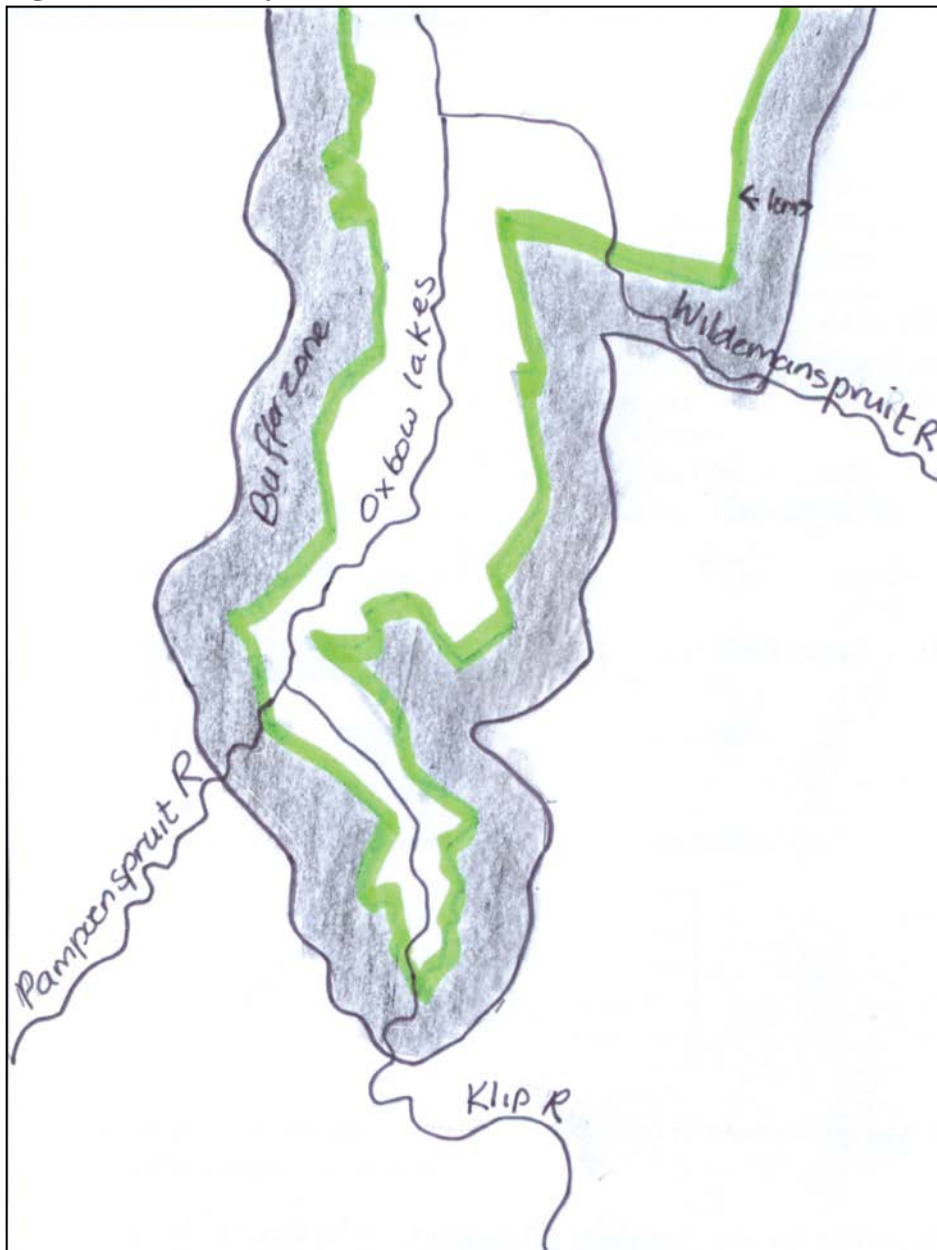 1km
Wildemanspruit R
Oxbow lakes
Bufferzone
Pampoenspruit R
Klip R